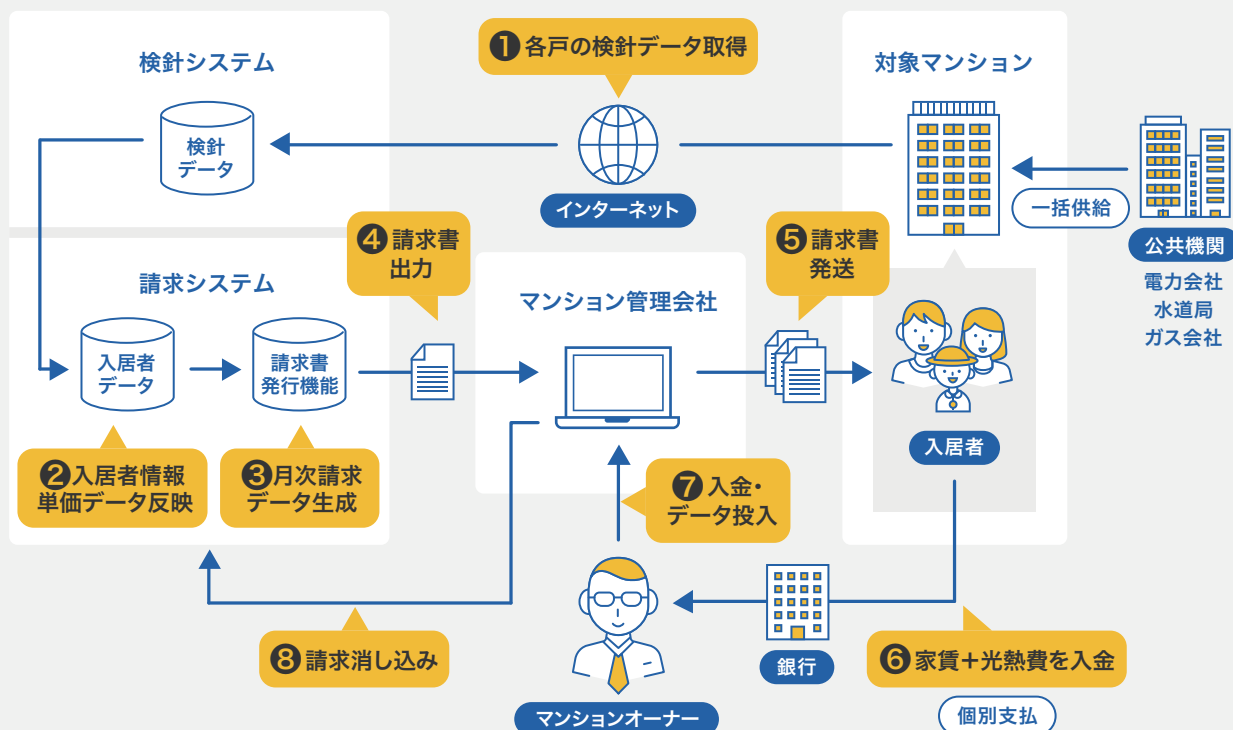 ❶各戸の検針データ取得
検針システム
対象マンション
検針
データ
インターネット
一括供給
公共機関
電力会社
水道局
ガス会社
❹請求書
出力
❺請求書
発送
請求システム
マンション管理会社
入居者
データ
請求書
発行機能
入居者
❷入居者情報
単価データ反映
❸月次請求
データ生成
❼入金・
データ投入
❽請求消し込み
銀行
❻家賃＋光熱費を入金
マンションオーナー
個別支払